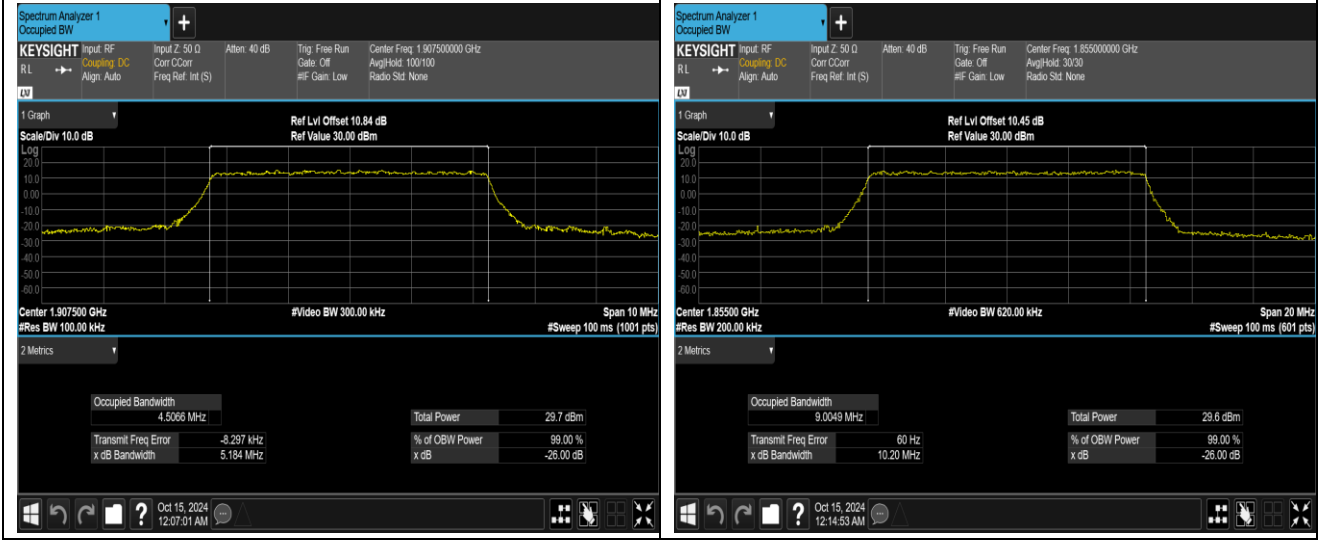 Spectrum Analyzer 1
Occupied BW
+
KEYSIGHT Input: RF Input Z: 50 Ω Atten: 40 dB Trig: Free Run Center Freq: 1.907500000 GHz
RL Coupling: DC Corr CCorr Gate: Off Avg|Hold: 100/100
Align: Auto Freq Ref: Int (S) #IF Gain: Low Radio Std: None
LXI
1 Graph
Ref Lvl Offset 10.84 dB
Scale/Div 10.0 dB Ref Value 30.00 dBm
Log
20.0
10.0
0.00
-10.0
-20.0
-30.0
-40.0
-50.0
-60.0
Center 1.907500 GHz #Video BW 300.00 kHz Span 10 MHz
#Res BW 100.00 kHz #Sweep 100 ms (1001 pts)
2 Metrics
Occupied Bandwidth
4.5066 MHz Total Power 29.7 dBm
Transmit Freq Error -8.297 kHz % of OBW Power 99.00 %
x dB Bandwidth 5.184 MHz x dB -26.00 dB
?
Oct 15, 2024
12:07:01 AM
Spectrum Analyzer 1
Occupied BW
+
KEYSIGHT Input: RF Input Z: 50 Ω Atten: 40 dB Trig: Free Run Center Freq: 1.855000000 GHz
RL Coupling: DC Corr CCorr Gate: Off Avg|Hold: 30/30
Align: Auto Freq Ref: Int (S) #IF Gain: Low Radio Std: None
LXI
1 Graph
Ref Lvl Offset 10.45 dB
Scale/Div 10.0 dB Ref Value 30.00 dBm
Log
20.0
10.0
0.00
-10.0
-20.0
-30.0
-40.0
-50.0
-60.0
Center 1.85500 GHz #Video BW 620.00 kHz Span 20 MHz
#Res BW 200.00 kHz #Sweep 100 ms (601 pts)
2 Metrics
Occupied Bandwidth
9.0049 MHz Total Power 29.6 dBm
Transmit Freq Error 60 Hz % of OBW Power 99.00 %
x dB Bandwidth 10.20 MHz x dB -26.00 dB
?
Oct 15, 2024
12:14:53 AM